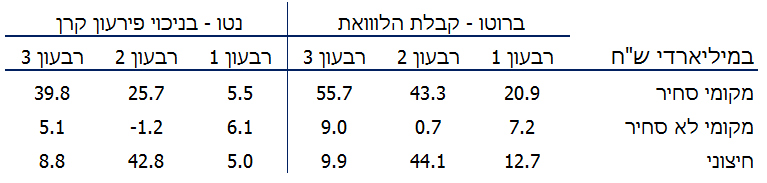 ברוטו - קבלת הלוואת נטו - בניכוי פירעון קרן
במיליארדי ש"ח רבעון 1 רבעון 2 רבעון 3 רבעון 1 רבעון 2 רבעון 3
מקומי סחיר 20.9 43.3 55.7 5.5 25.7 39.8
מקומי לא סחיר 7.2 0.7 9.0 6.1 -1.2 5.1
חיצוני 12.7 44.1 9.9 5.0 42.8 8.8